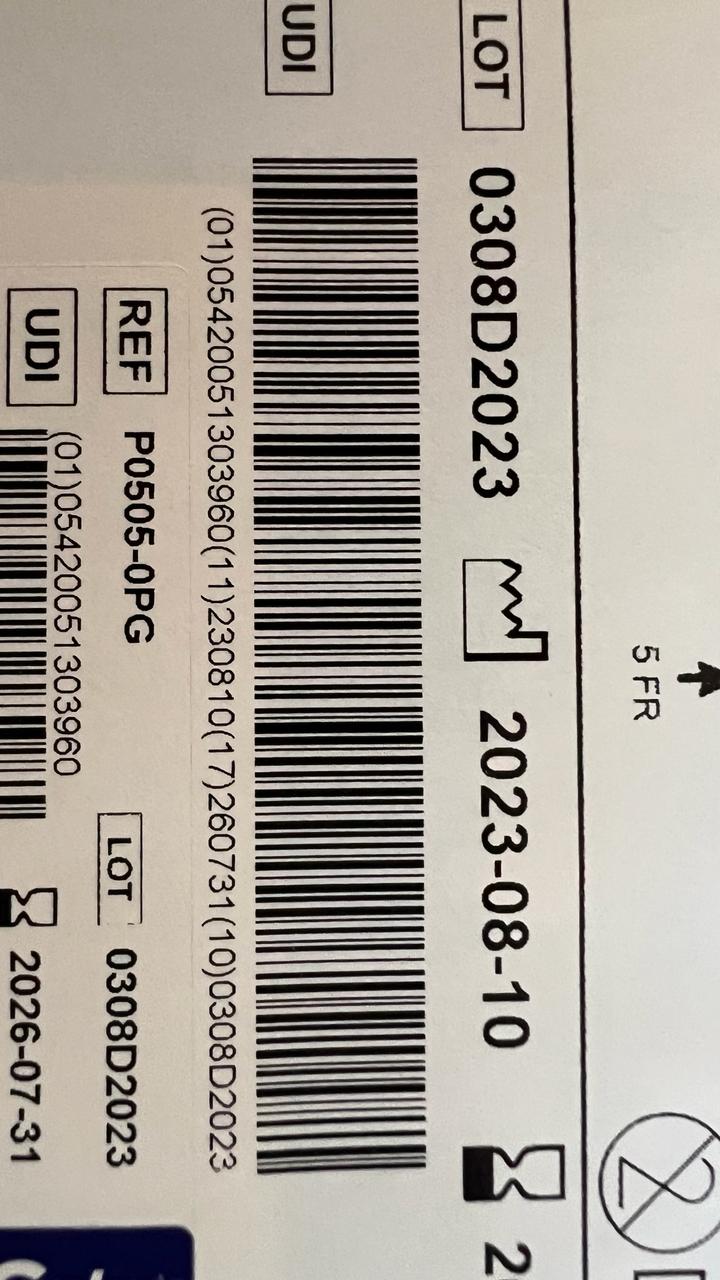 5 FR
LOT 0308D2023 2023-08-10
UDI
(01)05420051303960(11)230810(17)260731(10)0308D2023
REF P0505-0PG LOT 0308D2023
UDI (01)05420051303960 2026-07-31
2